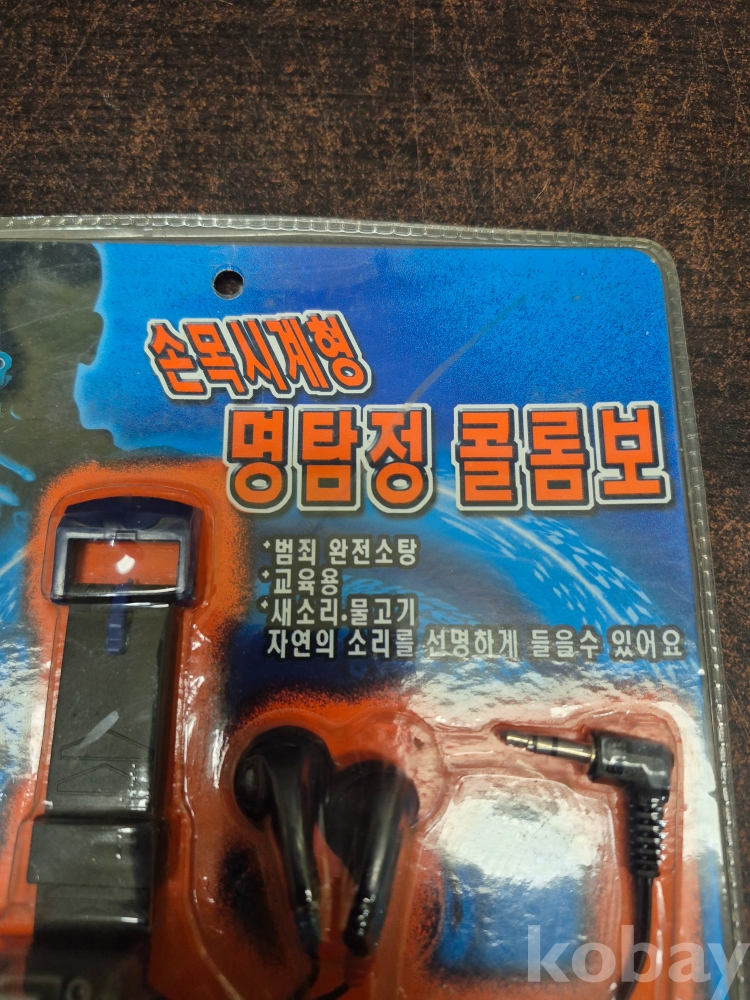 손목시계형
명탐정 콜롬보
*범죄 완전소탕
*교육용
*새소리.물고기
자연의 소리를 선명하게 들을수 있어요
kobay